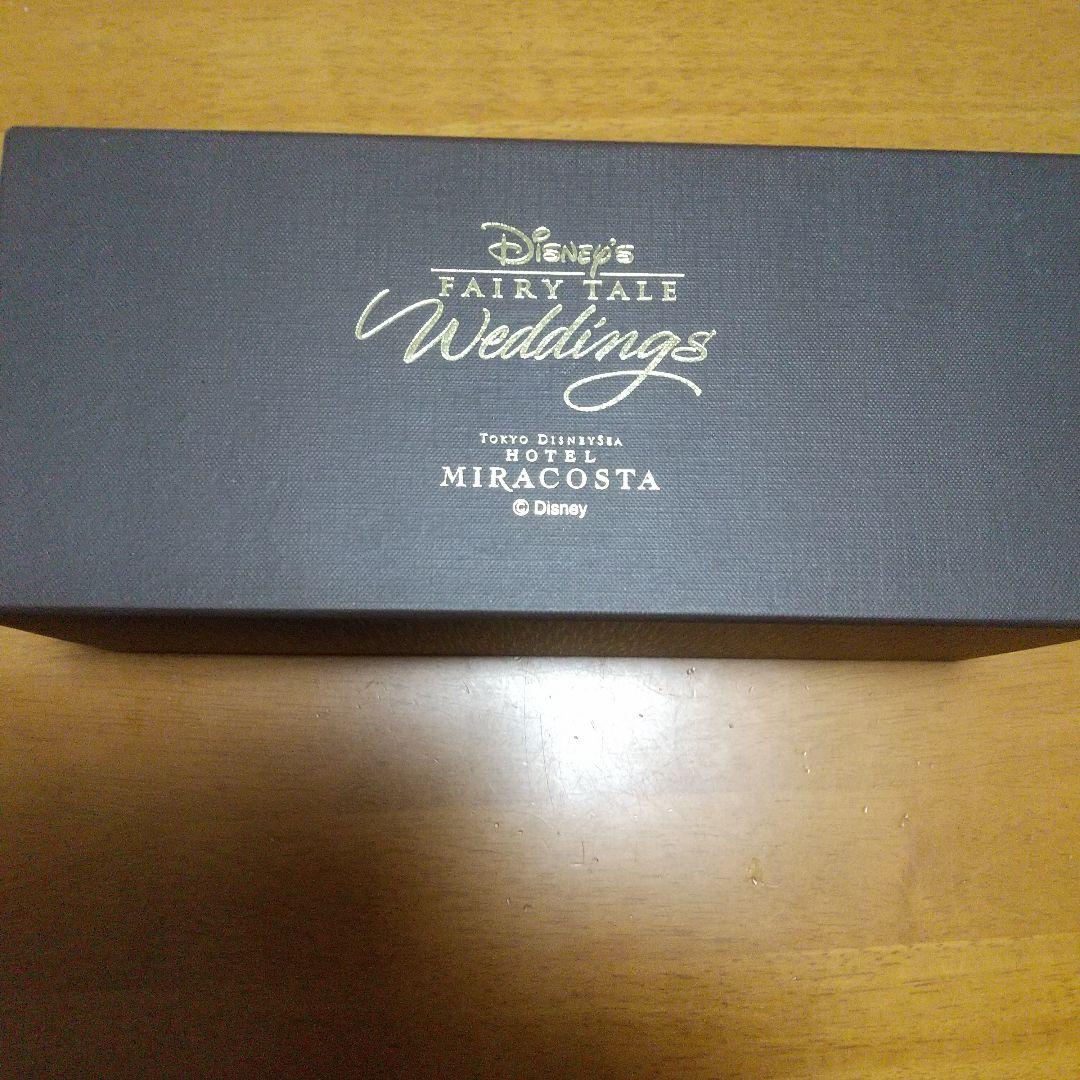 Disney's
FAIRY TALE
Weddings
TOKYO DISNEYSEA
HOTEL
MIRACOSTA
© Disney